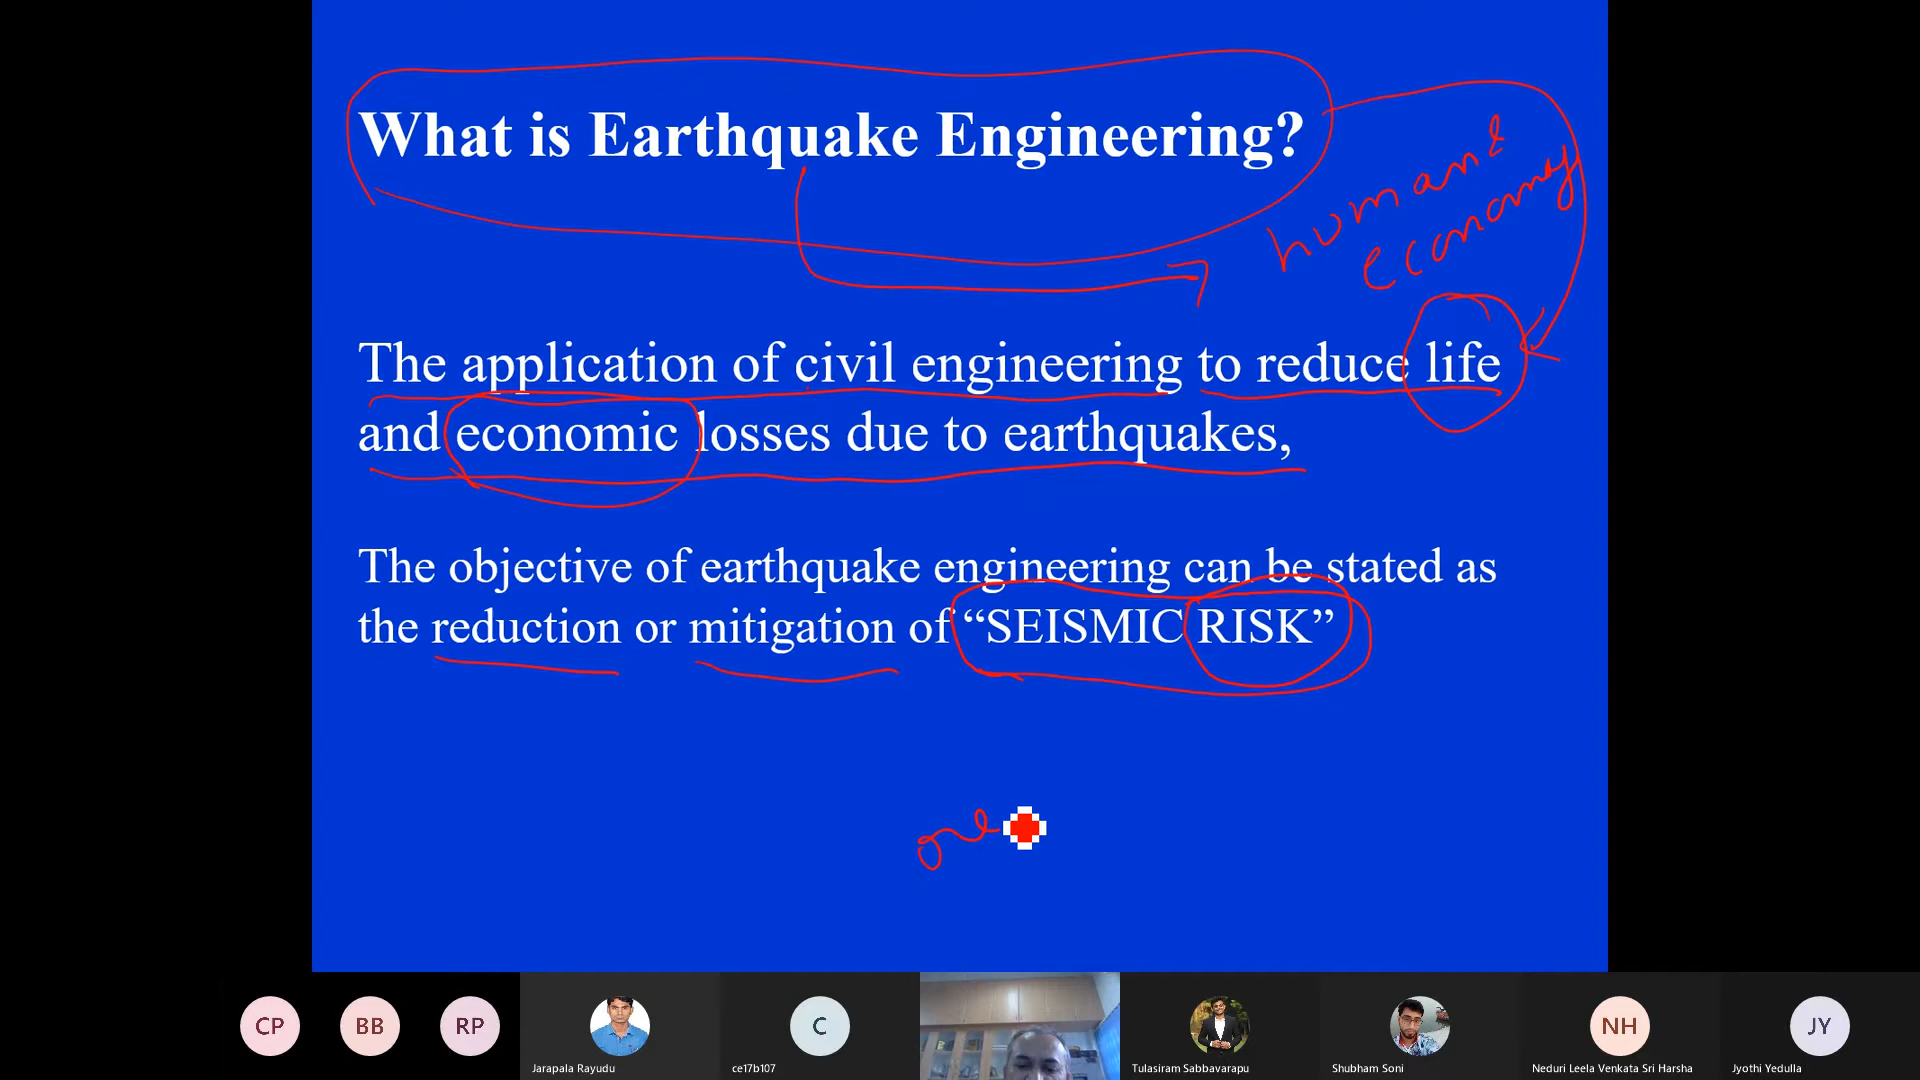 What is Earthquake Engineering?
human &
economy
The application of civil engineering to reduce life
and economic losses due to earthquakes,
The objective of earthquake engineering can be stated as
the reduction or mitigation of “SEISMIC RISK”
CP
BB
RP
Jarapala Rayudu
C
ce17b107
Tulasiram Sabbavarapu
Shubham Soni
NH
Neduri Leela Venkata Sri Harsha
JY
Jyothi Yedulla